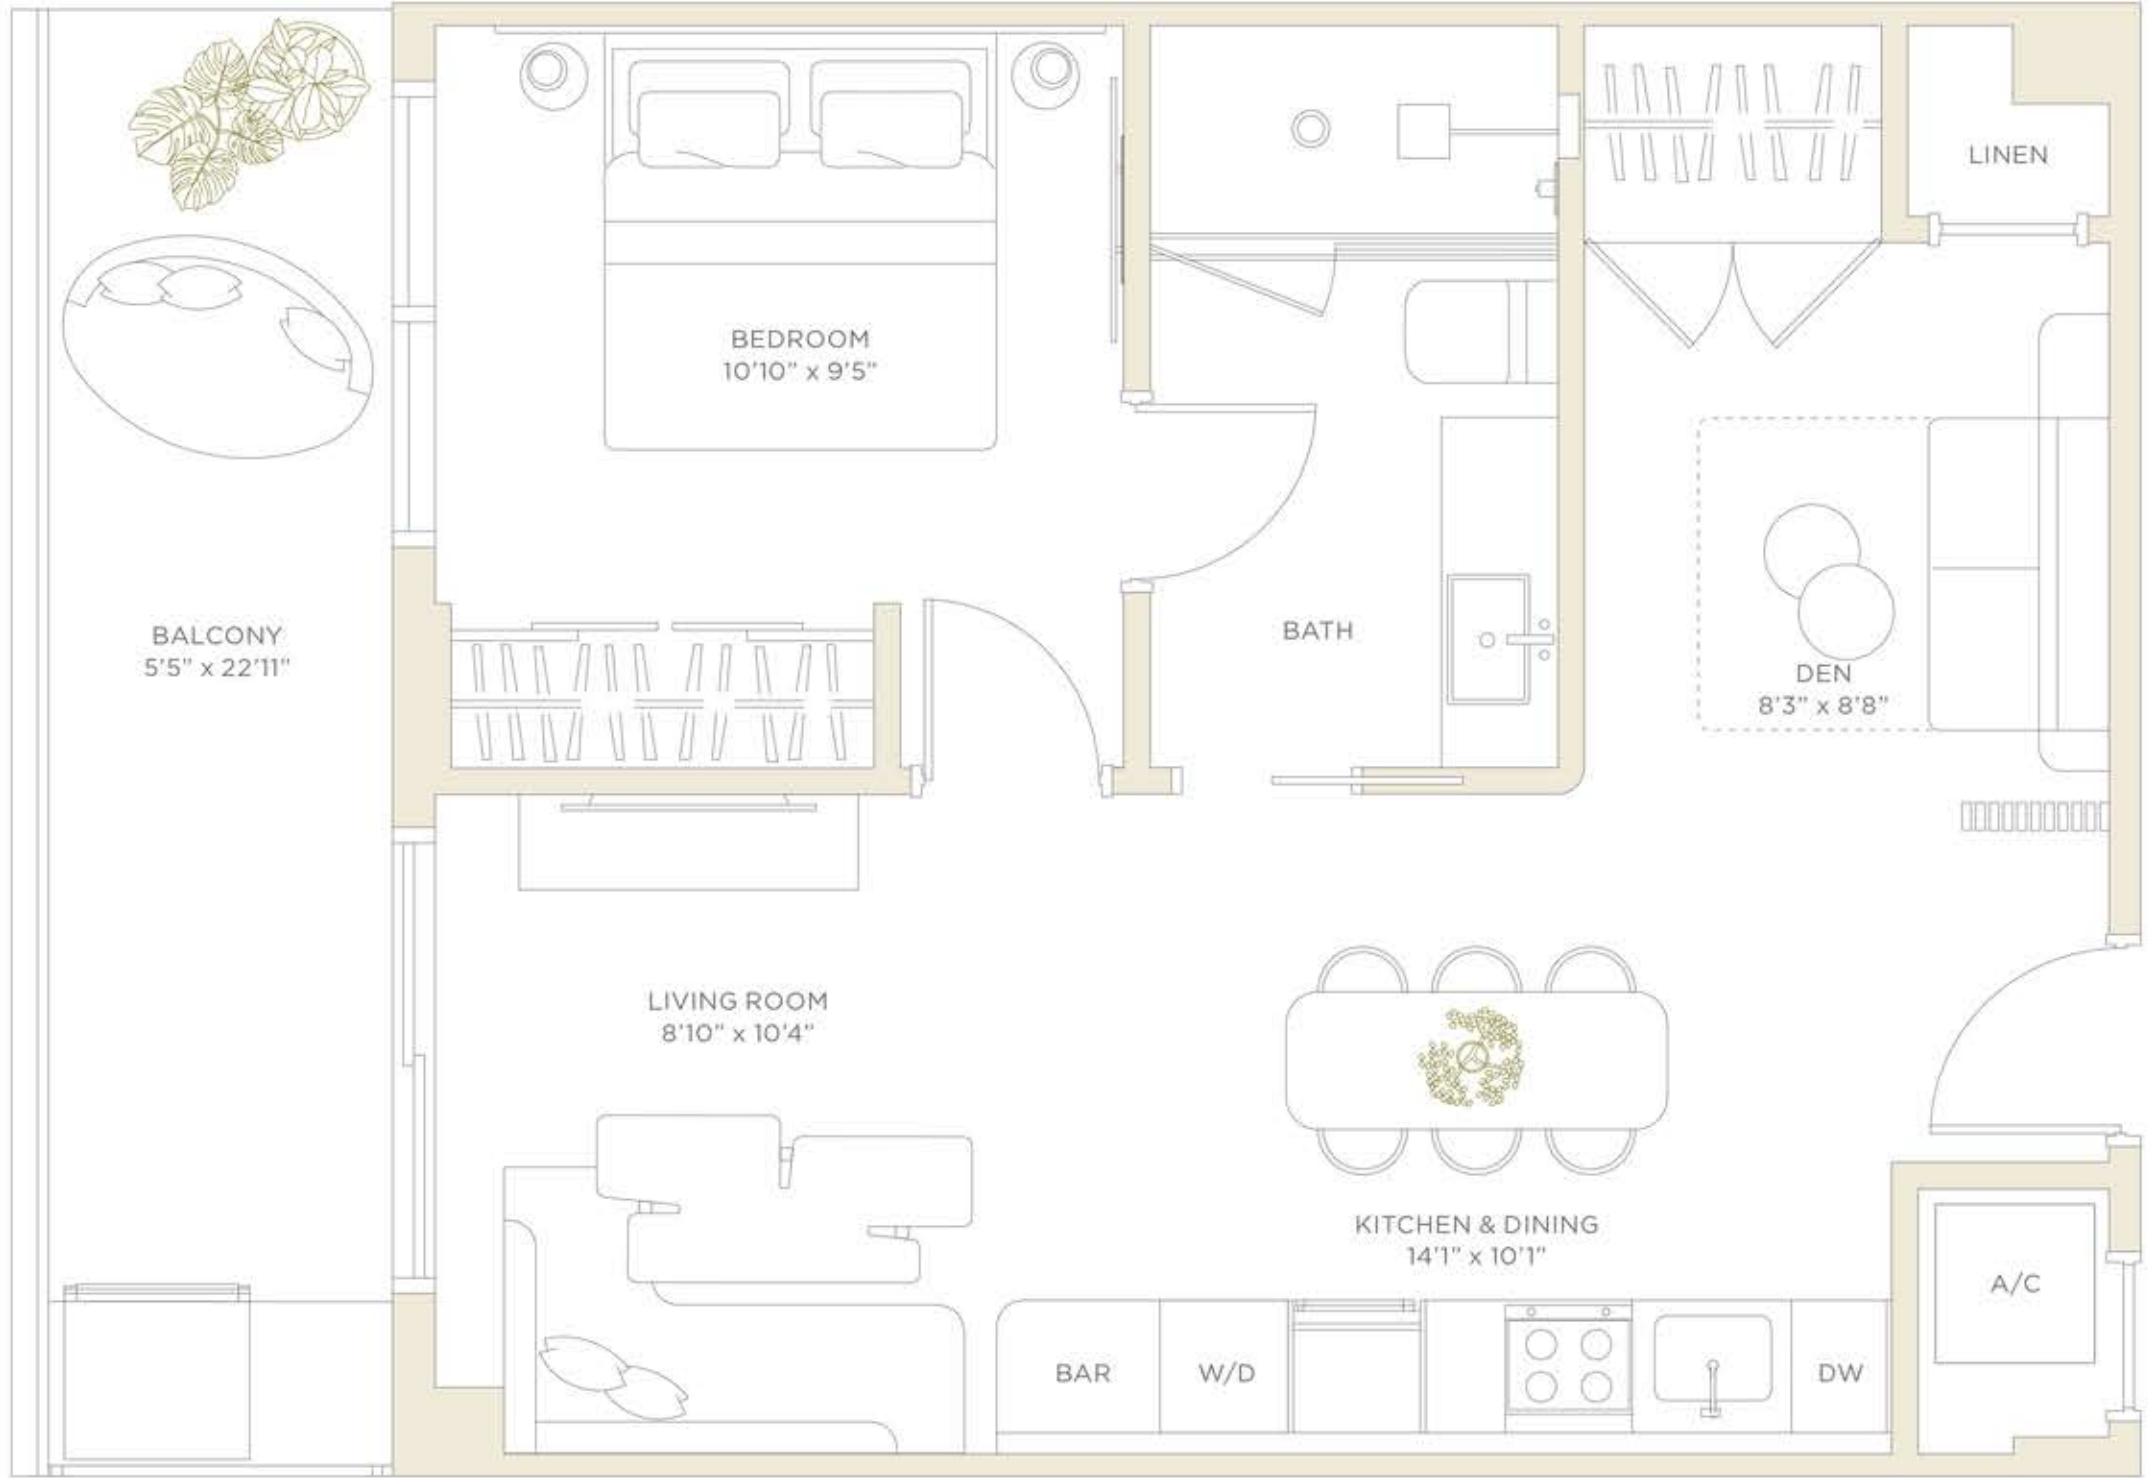 LINEN
BEDROOM
10'10" x 9'5"
BALCONY
5'5" x 22'11"
BATH
DEN
8'3" x 8'8"
LIVING ROOM
8'10" x 10'4"
KITCHEN & DINING
14'1" x 10'1"
A/C
BAR
W/D
DW